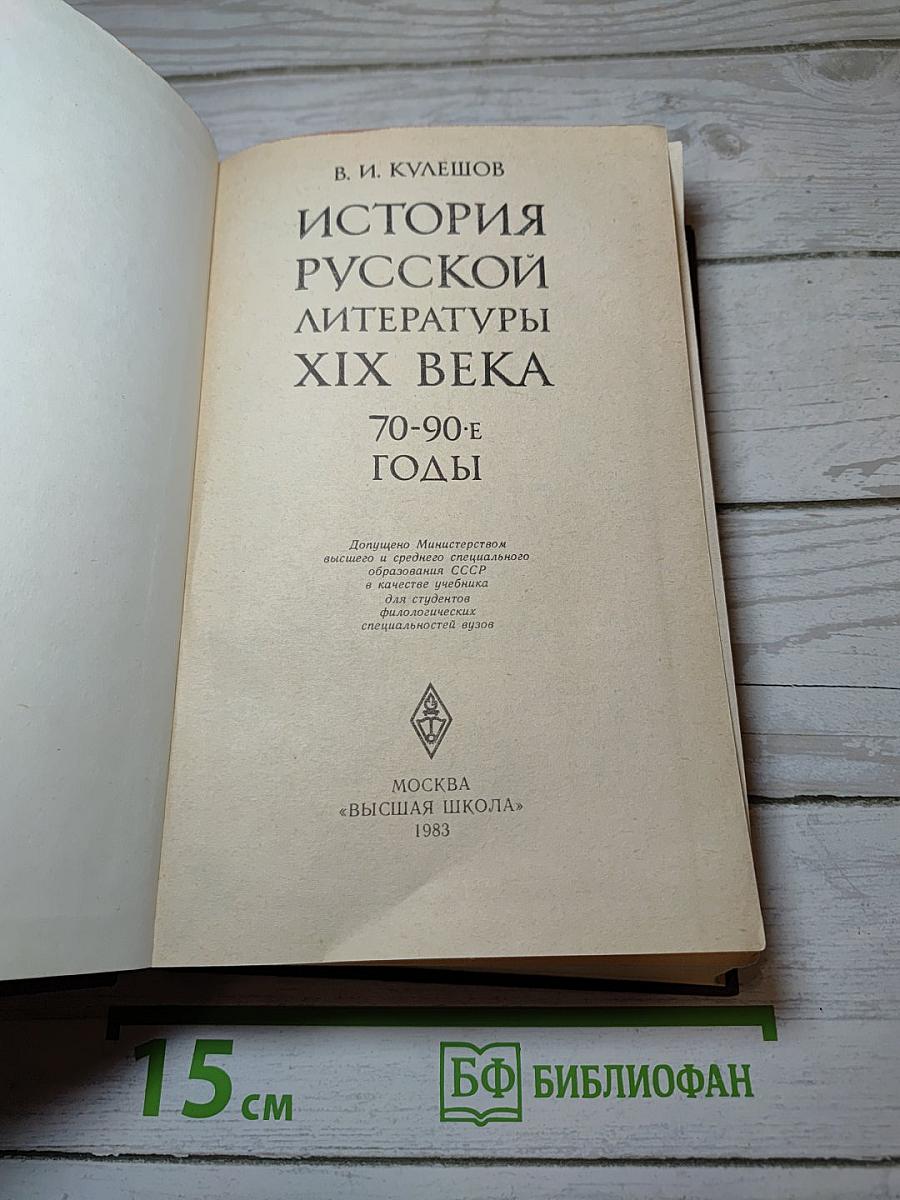 В. И. КУЛЕШОВ
ИСТОРИЯ
РУССКОЙ
ЛИТЕРАТУРЫ
XIX ВЕКА
70-90-Е
ГОДЫ
Допущено Министерством
высшего и среднего специального
образования СССР
в качестве учебника
для студентов
филологических
специальностей вузов
МОСКВА
«ВЫСШАЯ ШКОЛА»
1983
15 см
БФ БИБЛИОФАН